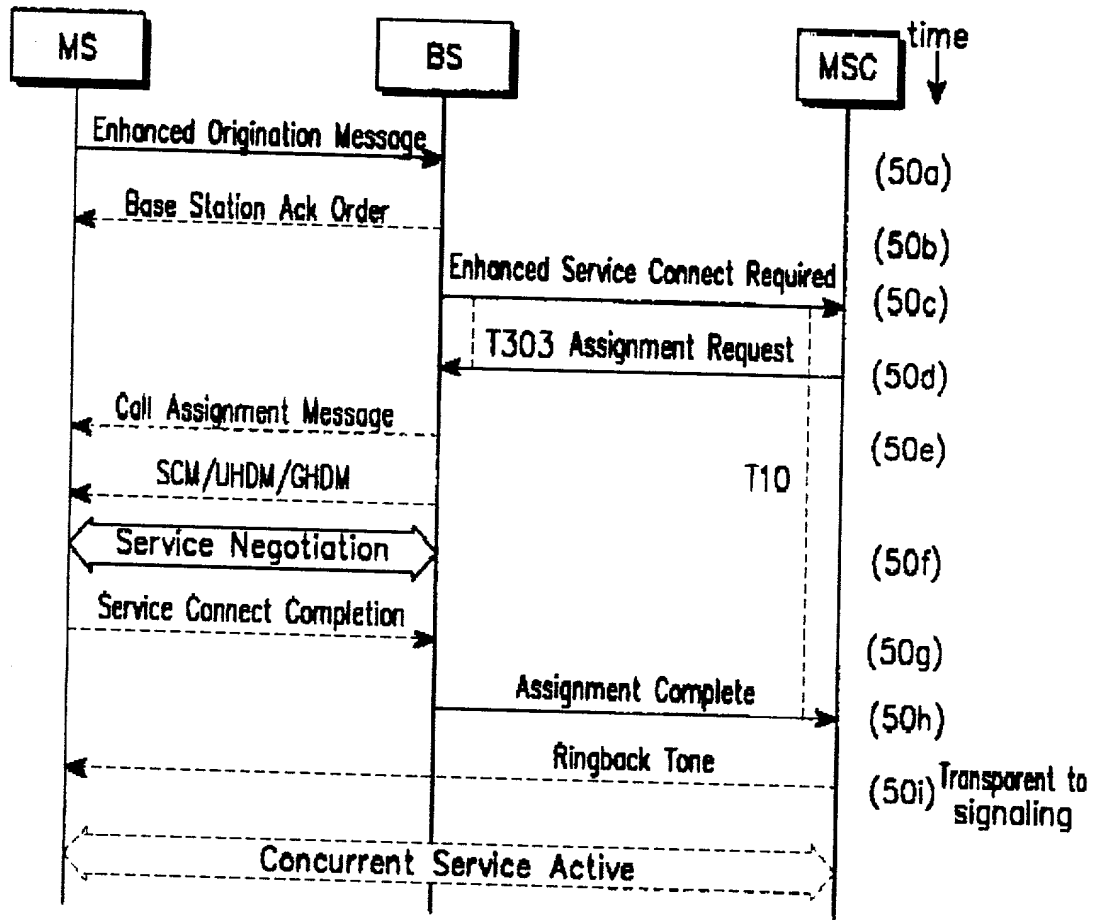 MS
BS
MSC
time
Enhanced Origination Message
(50a)
Base Station Ack Order
(50b)
Enhanced Service Connect Required
(50c)
T303 Assignment Request
(50d)
Call Assignment Message
(50e)
SCM/UHDM/GHDM
T10
Service Negotiation
(50f)
Service Connect Completion
(50g)
Assignment Complete
(50h)
Ringback Tone
(50i) Transparent to
signaling
Concurrent Service Active